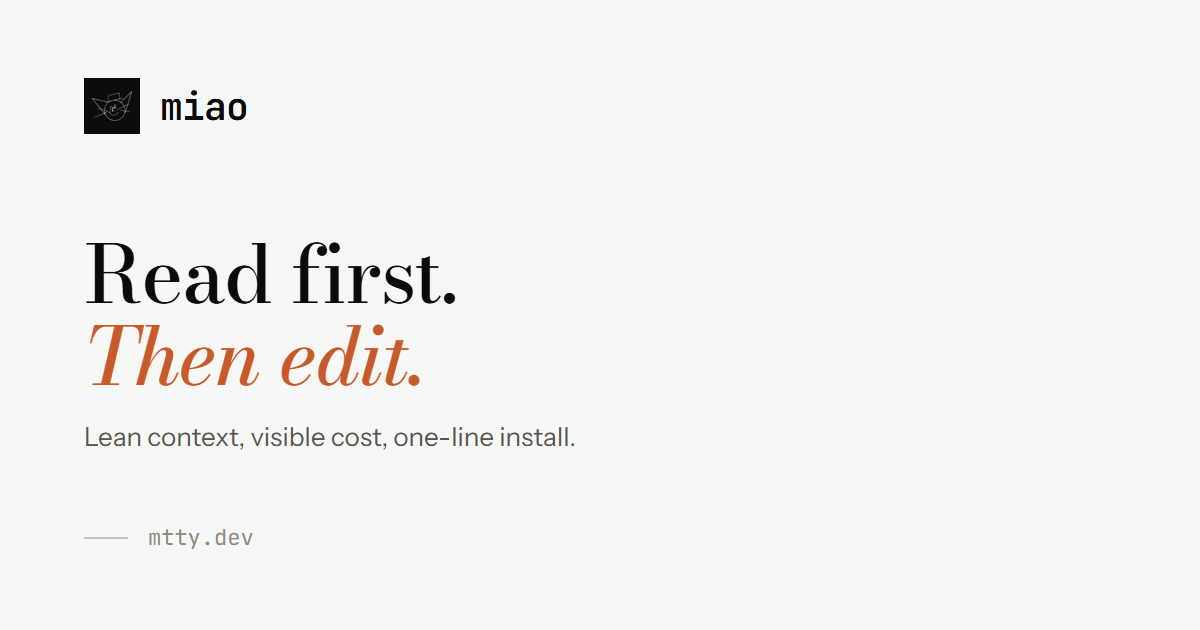 miao
Read first.
Then edit.
Lean context, visible cost, one-line install.
mtty.dev